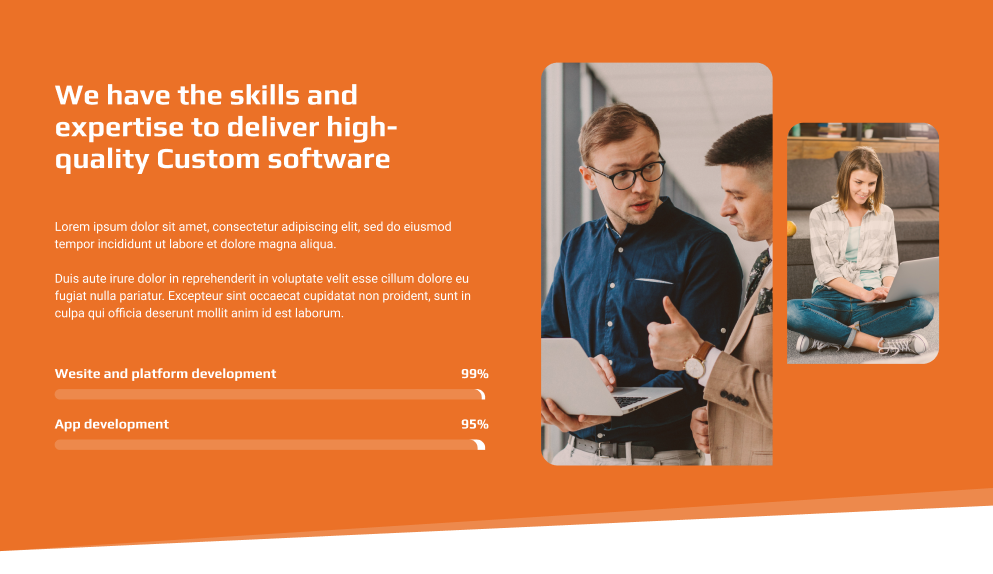 We have the skills and
expertise to deliver high-
quality Custom software
Lorem ipsum dolor sit amet, consectetur adipiscing elit, sed do eiusmod
tempor incididunt ut labore et dolore magna aliqua.
Duis aute irure dolor in reprehenderit in voluptate velit esse cillum dolore eu
fugiat nulla pariatur. Excepteur sint occaecat cupidatat non proident, sunt in
culpa qui officia deserunt mollit anim id est laborum.
Wesite and platform development 99%
App development 95%